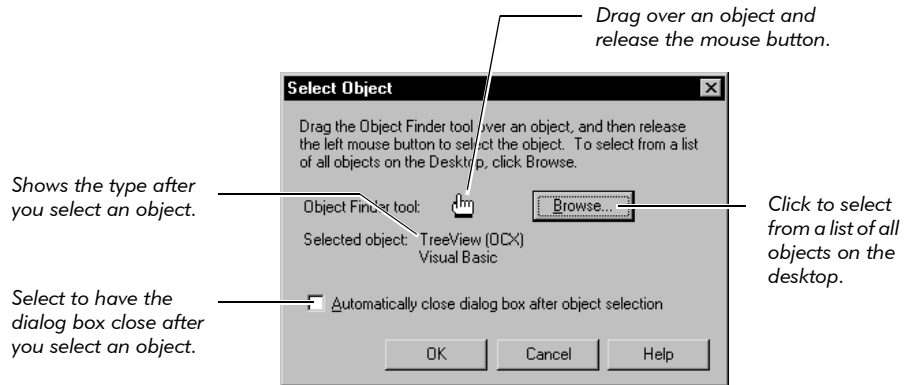 Drag over an object and
release the mouse button.
Select Object
Drag the Object Finder tool over an object, and then release
the left mouse button to select the object. To select from a list
of all objects on the Desktop, click Browse.
Shows the type after
you select an object.
Object Finder tool:
Browse...
Selected object: TreeView (OCX)
Visual Basic
Click to select
from a list of all
objects on the
desktop.
Select to have the
dialog box close after
you select an object.
Automatically close dialog box after object selection
OK
Cancel
Help